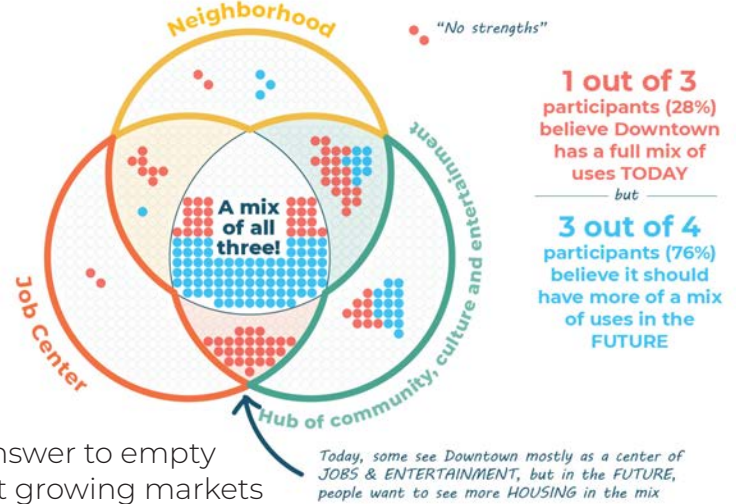 Neighborhood
"No strengths"
1 out of 3
participants (28%)
believe Downtown
has a full mix of
uses TODAY
but
3 out of 4
participants (76%)
believe it should
have more of a mix
of uses in the
FUTURE
A mix
of all
three!
Job Center
Hub of community, culture and entertainment
Today, some see Downtown mostly as a center of
JOBS & ENTERTAINMENT, but in the FUTURE,
people want to see more HOUSING in the mix
nswer to empty
t growing markets